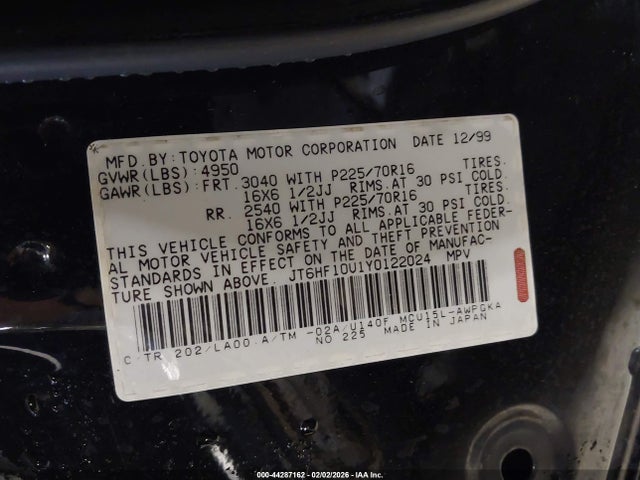 MFD.BY:TOYOTA MOTOR CORPORATION DATE 12/99
GVWR(LBS):4950
GAWR(LBS):FRT.3040 WITH P225/70R16 TIRES.
16X6 1/2JJ RIMS.AT 30 PSI COLD.
RR. 2540 WITH P225/70R16 TIRES.
16X6 1/2JJ RIMS.AT 30 PSI COLD.
THIS VEHICLE CONFORMS TO ALL APPLICABLE FEDER-
AL MOTOR VEHICLE SAFETY AND THEFT PREVENTION
STANDARDS IN EFFECT ON THE DATE OF MANUFAC-
TURE SHOWN ABOVE. JT6HF10U1Y0122024 MPV
C/TR 202/LA00 A/TM -02A/U140F MCU15L-AWPGKA
NO 225 MADE IN JAPAN
000-44287162 - 02/02/2026 - IAA Inc.